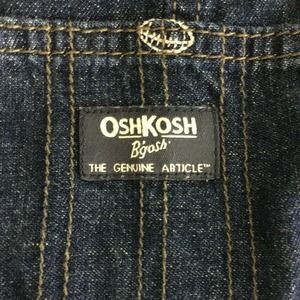 OSHKOSH
B'gosh®
THE GENUINE ARTICLE™